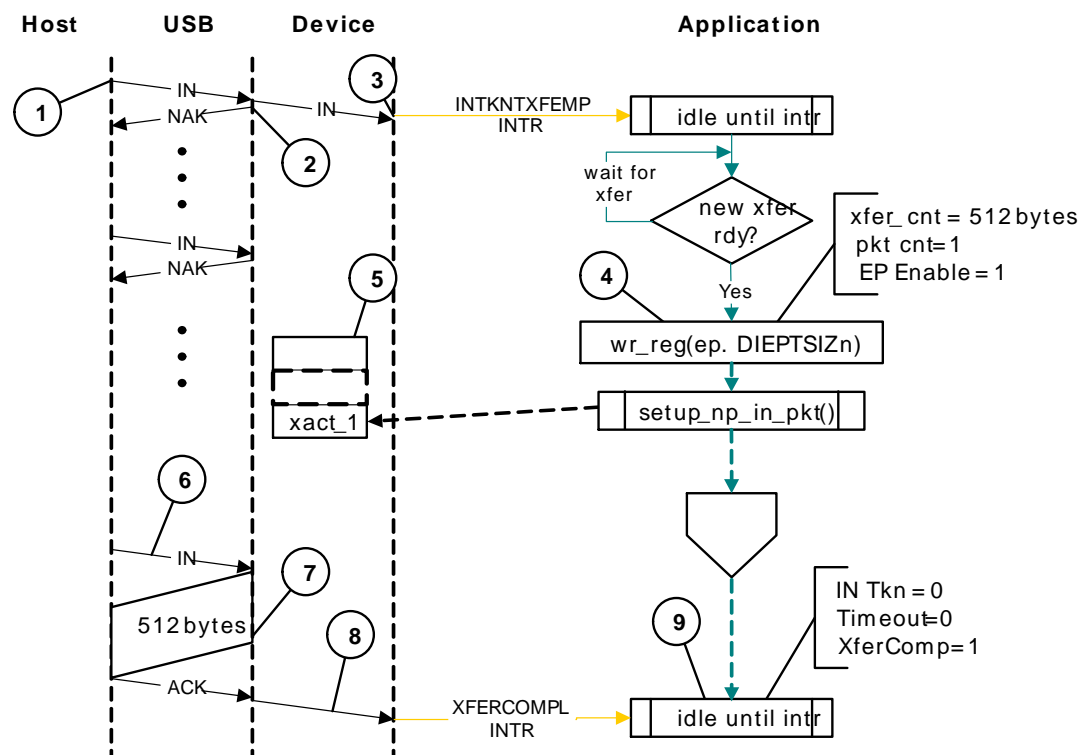 Host USB Device Application
1
IN
NAK
2
IN
3
INTKNTXFEMP
INTR
idle until intr
wait for
xfer
new xfer
rdy?
xfer_cnt = 512 bytes
pkt cnt=1
EP Enable = 1
IN
NAK
Yes
4
5
wr_reg(ep. DIEPTSIZn)
xact_1
setup_np_in_pkt()
6
IN
7
512 bytes
8
ACK
XFERCOMPL
INTR
9
IN Tkn = 0
Timeout=0
XferComp=1
idle until intr